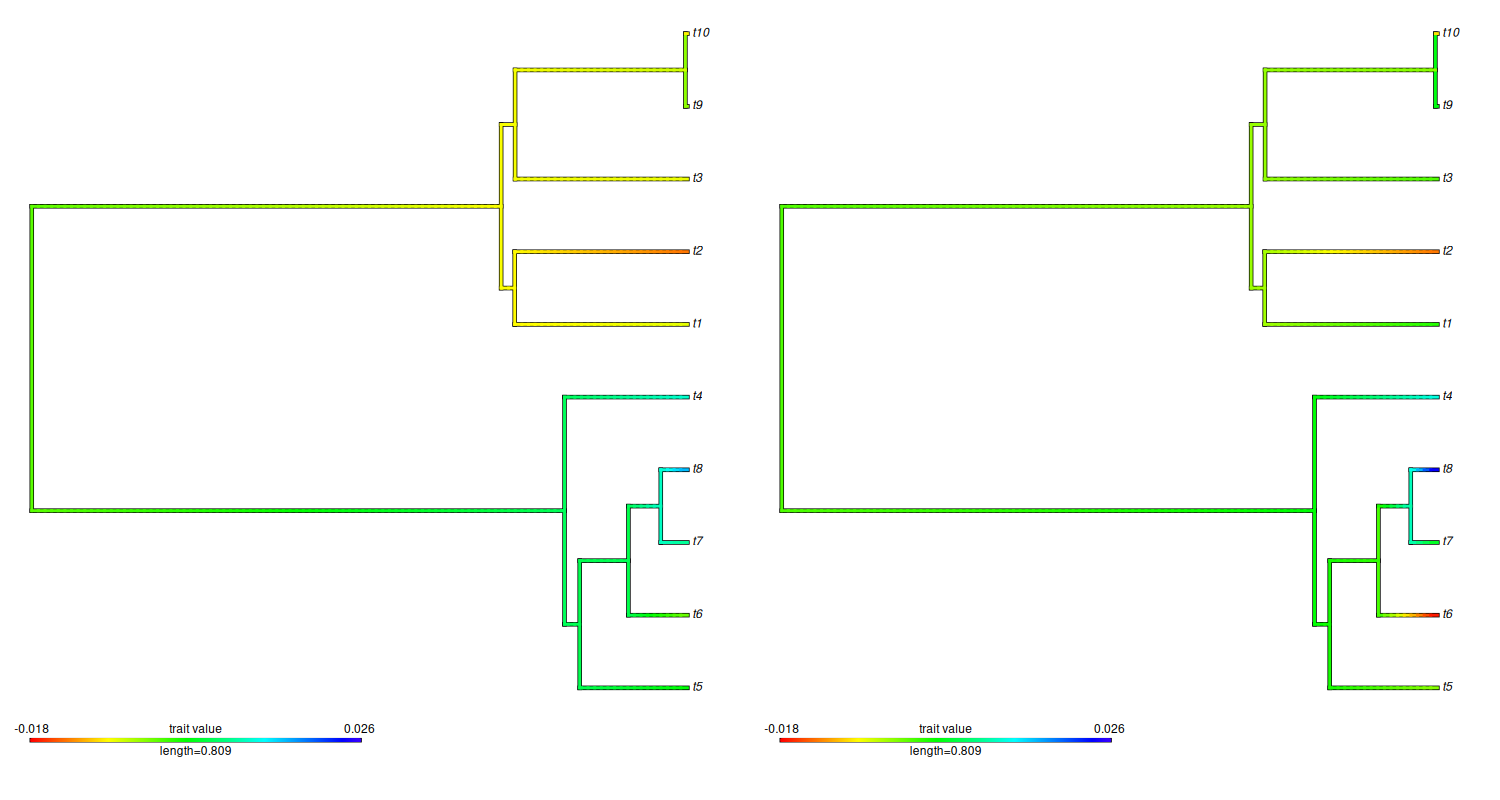 t10
t9
t3
t2
t1
t4
t8
t7
t6
t5
-0.018 trait value 0.026
length=0.809
t10
t9
t3
t2
t1
t4
t8
t7
t6
t5
-0.018 trait value 0.026
length=0.809